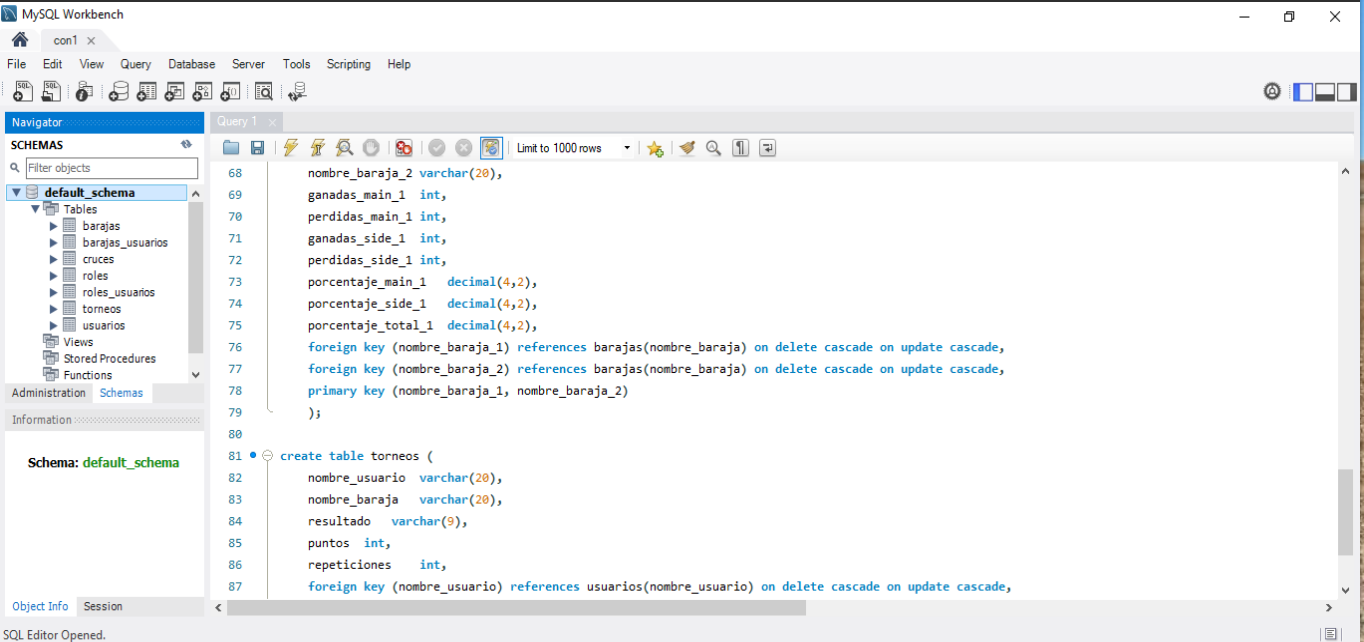 MySQL Workbench
con1
File Edit View Query Database Server Tools Scripting Help
Navigator
SCHEMAS
Filter objects
default_schema
Tables
barajas
barajas_usuarios
cruces
roles
roles_usuarios
torneos
usuarios
Views
Stored Procedures
Functions
Administration Schemas
Information
Schema: default_schema
Object Info Session
Query 1
Limit to 1000 rows
68 nombre_baraja_2 varchar(20),
69 ganadas_main_1 int,
70 perdidas_main_1 int,
71 ganadas_side_1 int,
72 perdidas_side_1 int,
73 porcentaje_main_1 decimal(4,2),
74 porcentaje_side_1 decimal(4,2),
75 porcentaje_total_1 decimal(4,2),
76 foreign key (nombre_baraja_1) references barajas(nombre_baraja) on delete cascade on update cascade,
77 foreign key (nombre_baraja_2) references barajas(nombre_baraja) on delete cascade on update cascade,
78 primary key (nombre_baraja_1, nombre_baraja_2)
79 );
80
81 create table torneos (
82 nombre_usuario varchar(20),
83 nombre_baraja varchar(20),
84 resultado varchar(9),
85 puntos int,
86 repeticiones int,
87 foreign key (nombre_usuario) references usuarios(nombre_usuario) on delete cascade on update cascade,
SQL Editor Opened.